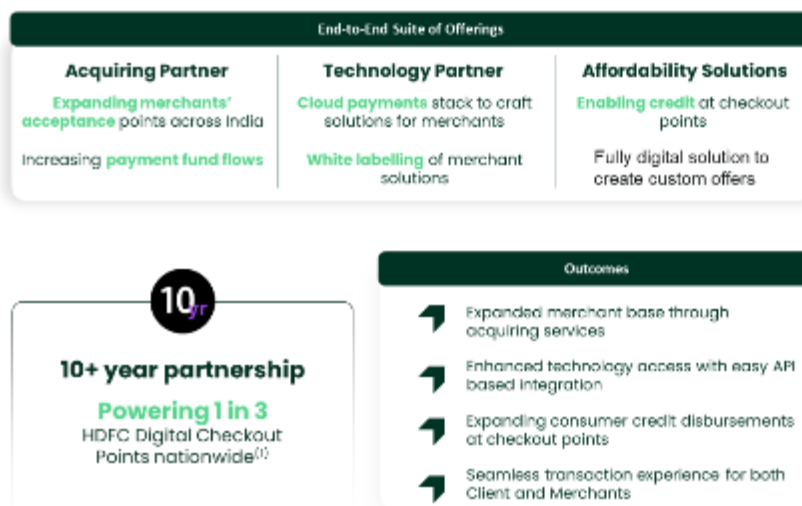 End-to-End Suite of Offerings
Acquiring Partner
Expanding merchants'
acceptance points across India
Increasing payment fund flows
Technology Partner
Cloud payments stack to craft
solutions for merchants
White labelling of merchant
solutions
Affordability Solutions
Enabling credit at checkout
points
Fully digital solution to
create custom offers
10yr
10+ year partnership
Powering 1 in 3
HDFC Digital Checkout
Points nationwide(1)
Outcomes
Expanded merchant base through
acquiring services
Enhanced technology access with easy API
based integration
Expanding consumer credit disbursements
at checkout points
Seamless transaction experience for both
Client and Merchants